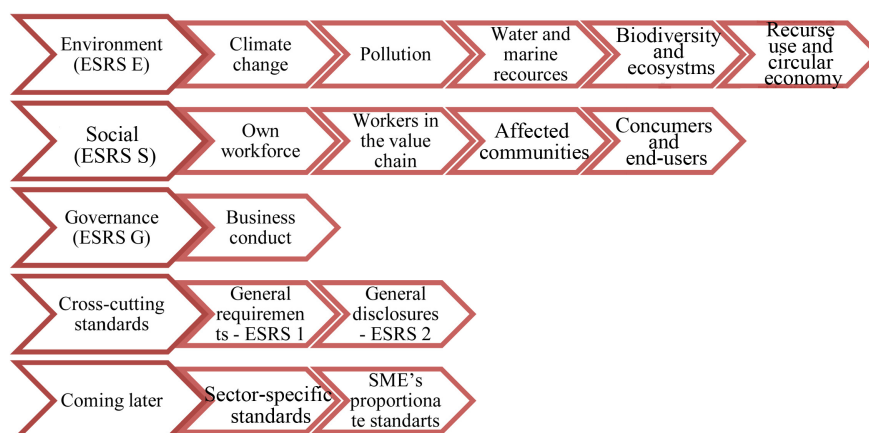 Environment
(ESRS E)
Climate
change
Pollution
Water and
marine
recources
Biodiversity
and
ecosystms
Recurse
use and
circular
economy
Social
(ESRS S)
Own
workforce
Workers in
the value
chain
Affected
communities
Concumers
and
end-users
Governance
(ESRS G)
Business
conduct
Cross-cutting
standards
General
requiremen
ts - ESRS 1
General
disclosures
- ESRS 2
Coming later
Sector-specific
standards
SME's
proportiona
te standarts